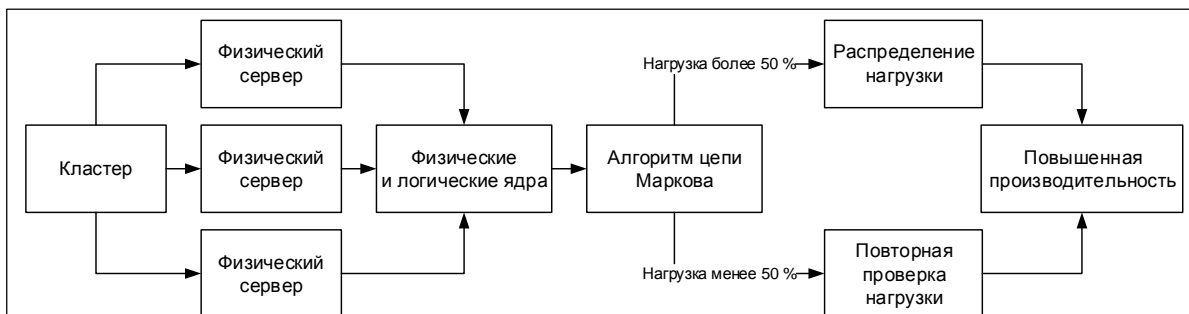 Физический
сервер
Нагрузка более 50 %
Распределение
нагрузки
Кластер
Физический
сервер
Физические
и логические ядра
Алгоритм цепи
Маркова
Повышенная
производительность
Физический
сервер
Нагрузка менее 50 %
Повторная
проверка
нагрузки